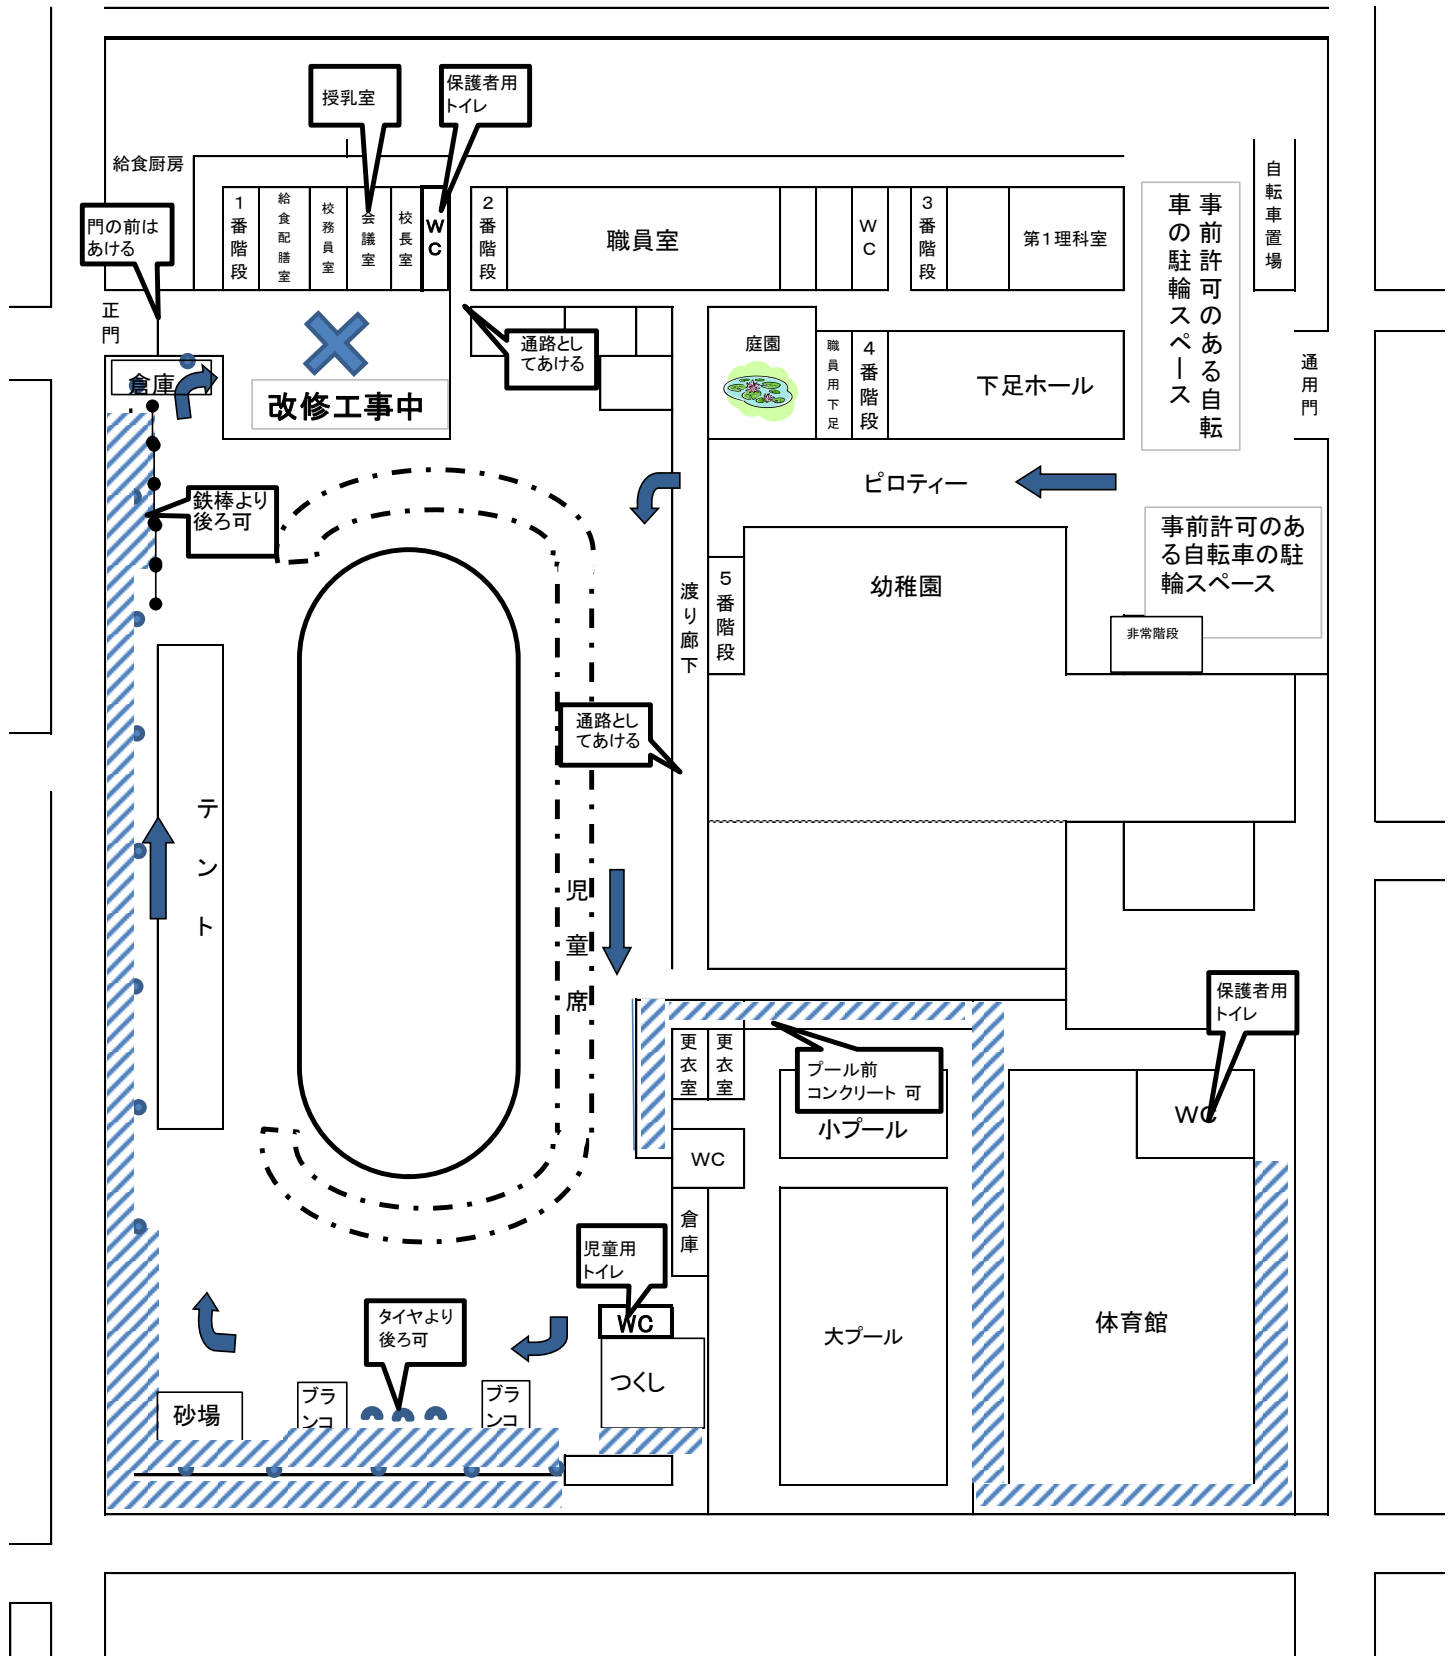 授乳室
保護者用
トイレ
給食厨房
門の前は
あける
1番階段
給食配膳室
校務員室
会議室
校長室
WC
2番階段
職員室
WC
3番階段
第1理科室
事前許可のある自転
車の駐輪スペース
自転車置場
正門
倉庫
改修工事中
通路とし
てあける
庭園
職員用下足
4番階段
下足ホール
通用門
ピロティー
鉄棒より
後ろ可
事前許可のあ
る自転車の駐
輪スペース
幼稚園
5番階段
渡り廊下
非常階段
通路とし
てあける
テント
児童席
保護者用
トイレ
更衣室
更衣室
プール前
コンクリート 可
小プール
WC
WC
倉庫
児童用
トイレ
WC
タイヤより
後ろ可
大プール
体育館
つくし
砂場
ブラ
ンコ
ブラ
ンコ